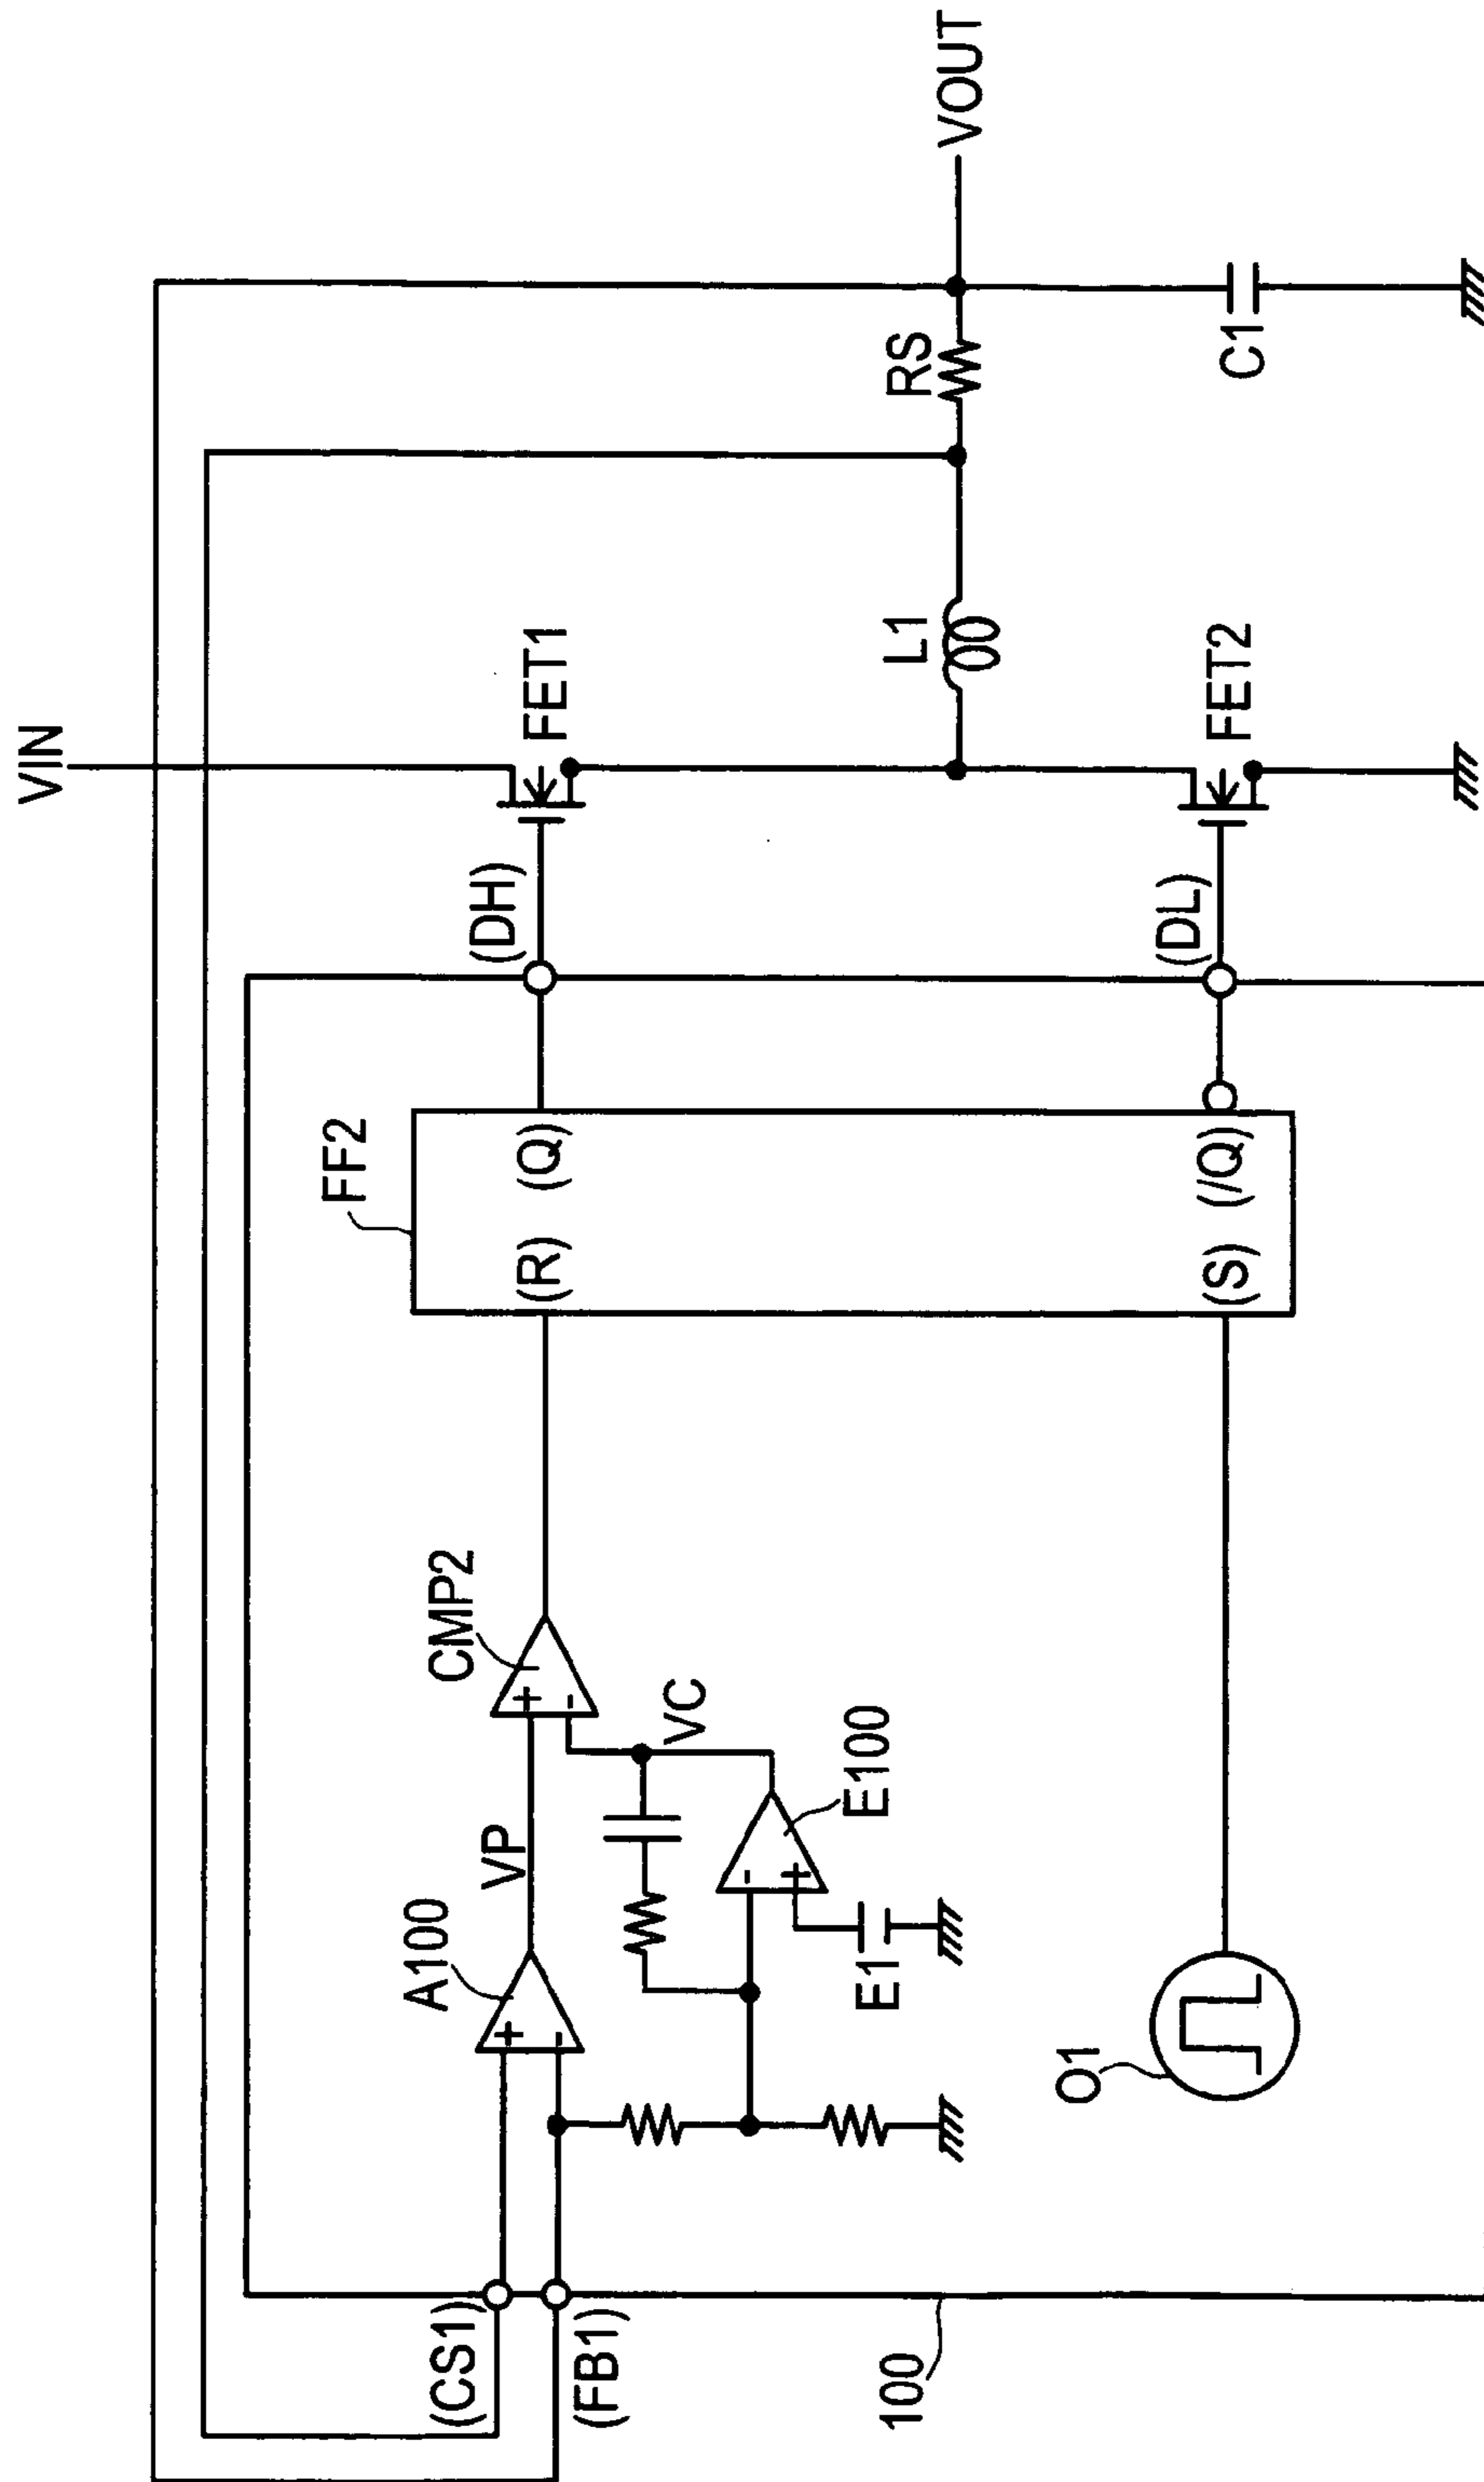 VIN
VOUT
RS
C1
L1
FET1
FET2
(DH)
(DL)
FF2
(R)
(Q)
(S)
(/Q)
CMP2
VC
VP
E100
A100
E1
O1
(CS1)
(FB1)
100
+
-
+
-
-
+